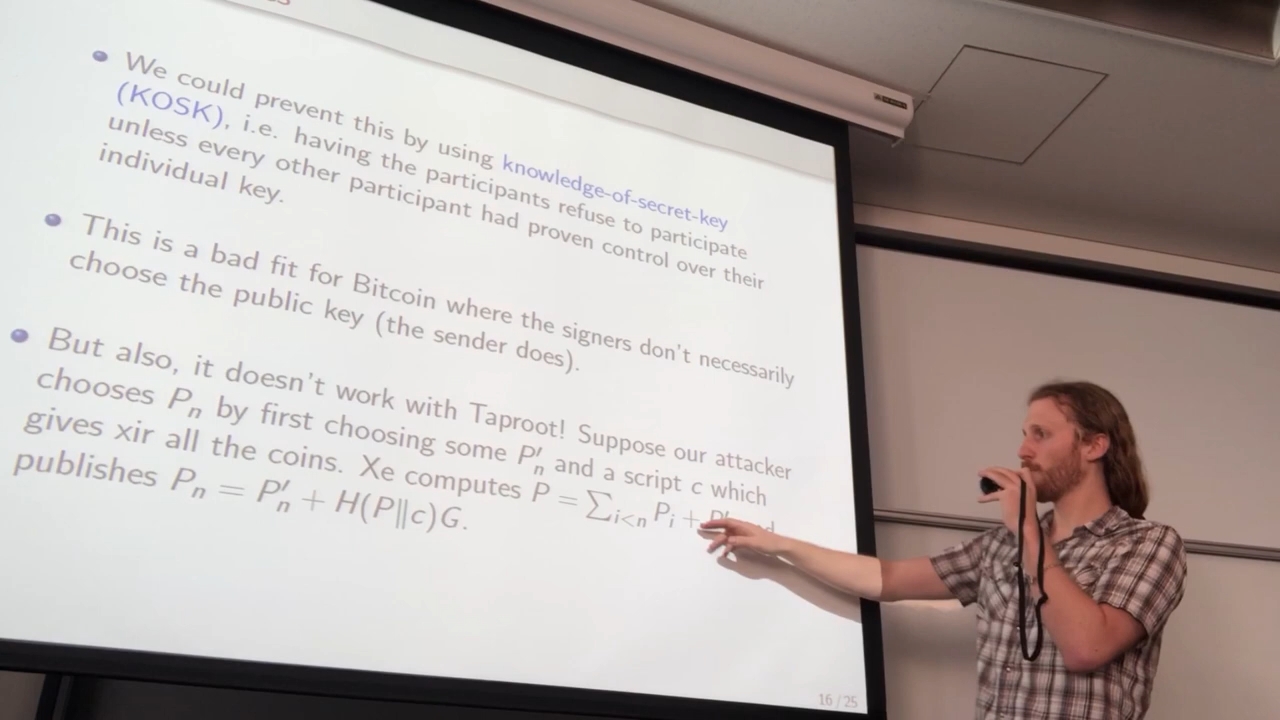 We could prevent this by using knowledge-of-secret-key
(KOSK), i.e. having the participants refuse to participate
unless every other participant had proven control over their
individual key.
This is a bad fit for Bitcoin where the signers don't necessarily
choose the public key (the sender does).
But also, it doesn't work with Taproot! Suppose our attacker
chooses Pₙ by first choosing some P′ₙ and a script c which
gives xir all the coins. Xe computes P = ∑ᵢ<ₙ Pᵢ +
publishes Pₙ = P′ₙ + H(P‖c)G.
16 / 25